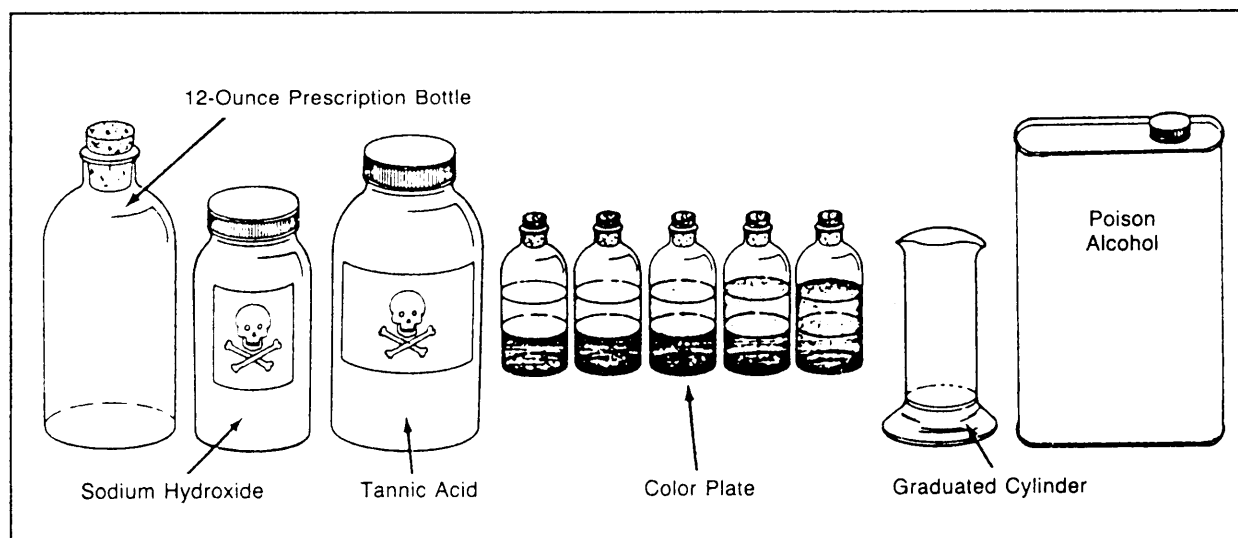 12-Ounce Prescription Bottle
Poison
Alcohol
Sodium Hydroxide
Tannic Acid
Color Plate
Graduated Cylinder